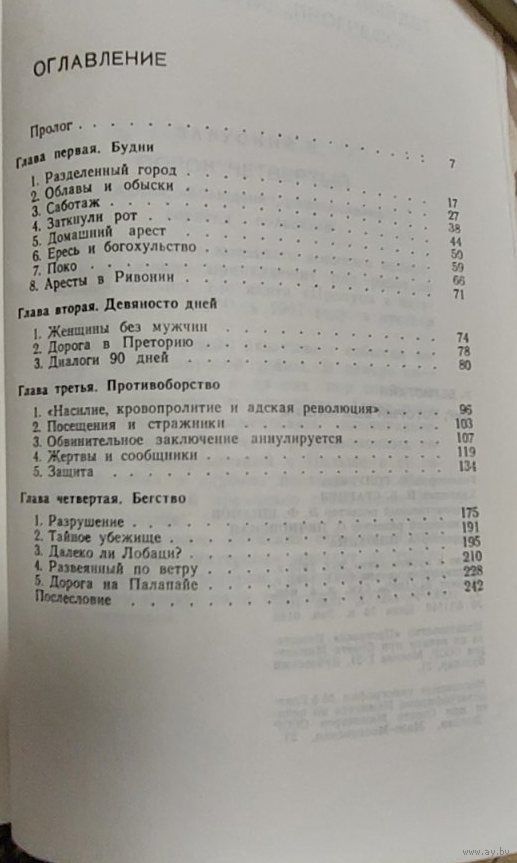 ОГЛАВЛЕНИЕ
Пролог . . . . . . . . . . . . . . . . 7
Глава первая. Будни
1. Разделенный город . . . . . . . . . . 17
2. Облавы и обыски . . . . . . . . . . 27
3. Саботаж . . . . . . . . . . 38
4. Заткнули рот . . . . . . . . . . 44
5. Домашний арест . . . . . . . . . . 50
6. Ересь и богохульство . . . . . . . . . . 59
7. Поко . . . . . . . . . . 66
8. Аресты в Ривонии . . . . . . . . . . 71
Глава вторая. Девяносто дней
1. Женщины без мужчин . . . . . . . . . . 74
2. Дорога в Преторию . . . . . . . . . . 78
3. Диалоги 90 дней . . . . . . . . . . 80
Глава третья. Противоборство
1. «Насилие, кровопролитие и адская революция» . . . . 96
2. Посещения и стражники . . . . . . . . . . 103
3. Обвинительное заключение аннулируется . . . . . 107
4. Жертвы и сообщники . . . . . . . . . . 119
5. Защита . . . . . . . . . . 134
Глава четвертая. Бегство
1. Разрушение . . . . . . . . . . 175
2. Тайное убежище . . . . . . . . . . 191
3. Далеко ли Лобаци? . . . . . . . . . . 195
4. Развеянный по ветру . . . . . . . . . . 210
5. Дорога на Палапайе . . . . . . . . . . 228
Послесловие . . . . . . . . . . 242
www.ay.by